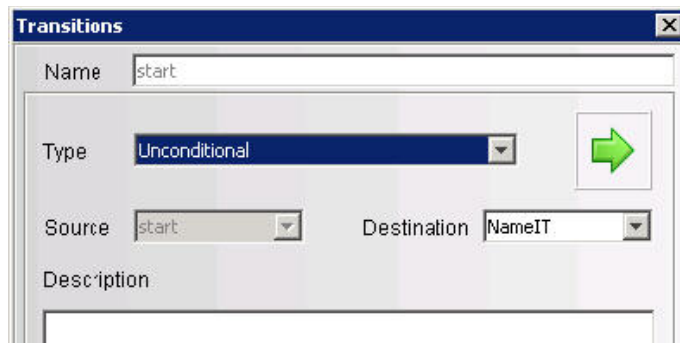 Transitions
Name start
Type Unconditional
Source start Destination NameIT
Description